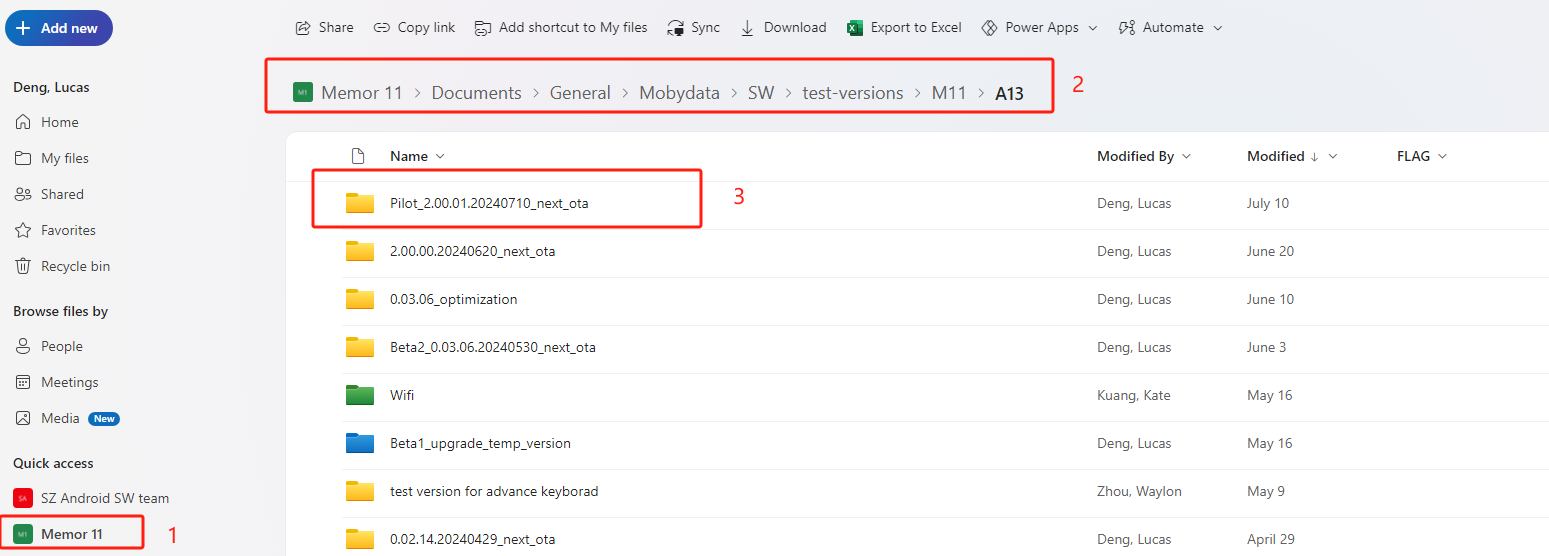 Add new
Share Copy link Add shortcut to My files Sync Download Export to Excel Power Apps Automate
Deng, Lucas
Home
My files
Shared
Favorites
Recycle bin
Browse files by
People
Meetings
Media New
Quick access
SA SZ Android SW team
M1 Memor 11 1
M1 Memor 11 > Documents > General > Mobydata > SW > test-versions > M11 > A13 2
Name Modified By Modified ↓ FLAG
Pilot_2.00.01.20240710_next_ota 3 Deng, Lucas July 10
2.00.00.20240620_next_ota Deng, Lucas June 20
0.03.06_optimization Deng, Lucas June 10
Beta2_0.03.06.20240530_next_ota Deng, Lucas June 3
Wifi Kuang, Kate May 16
Beta1_upgrade_temp_version Deng, Lucas May 16
test version for advance keyborad Zhou, Waylon May 9
0.02.14.20240429_next_ota Deng, Lucas April 29